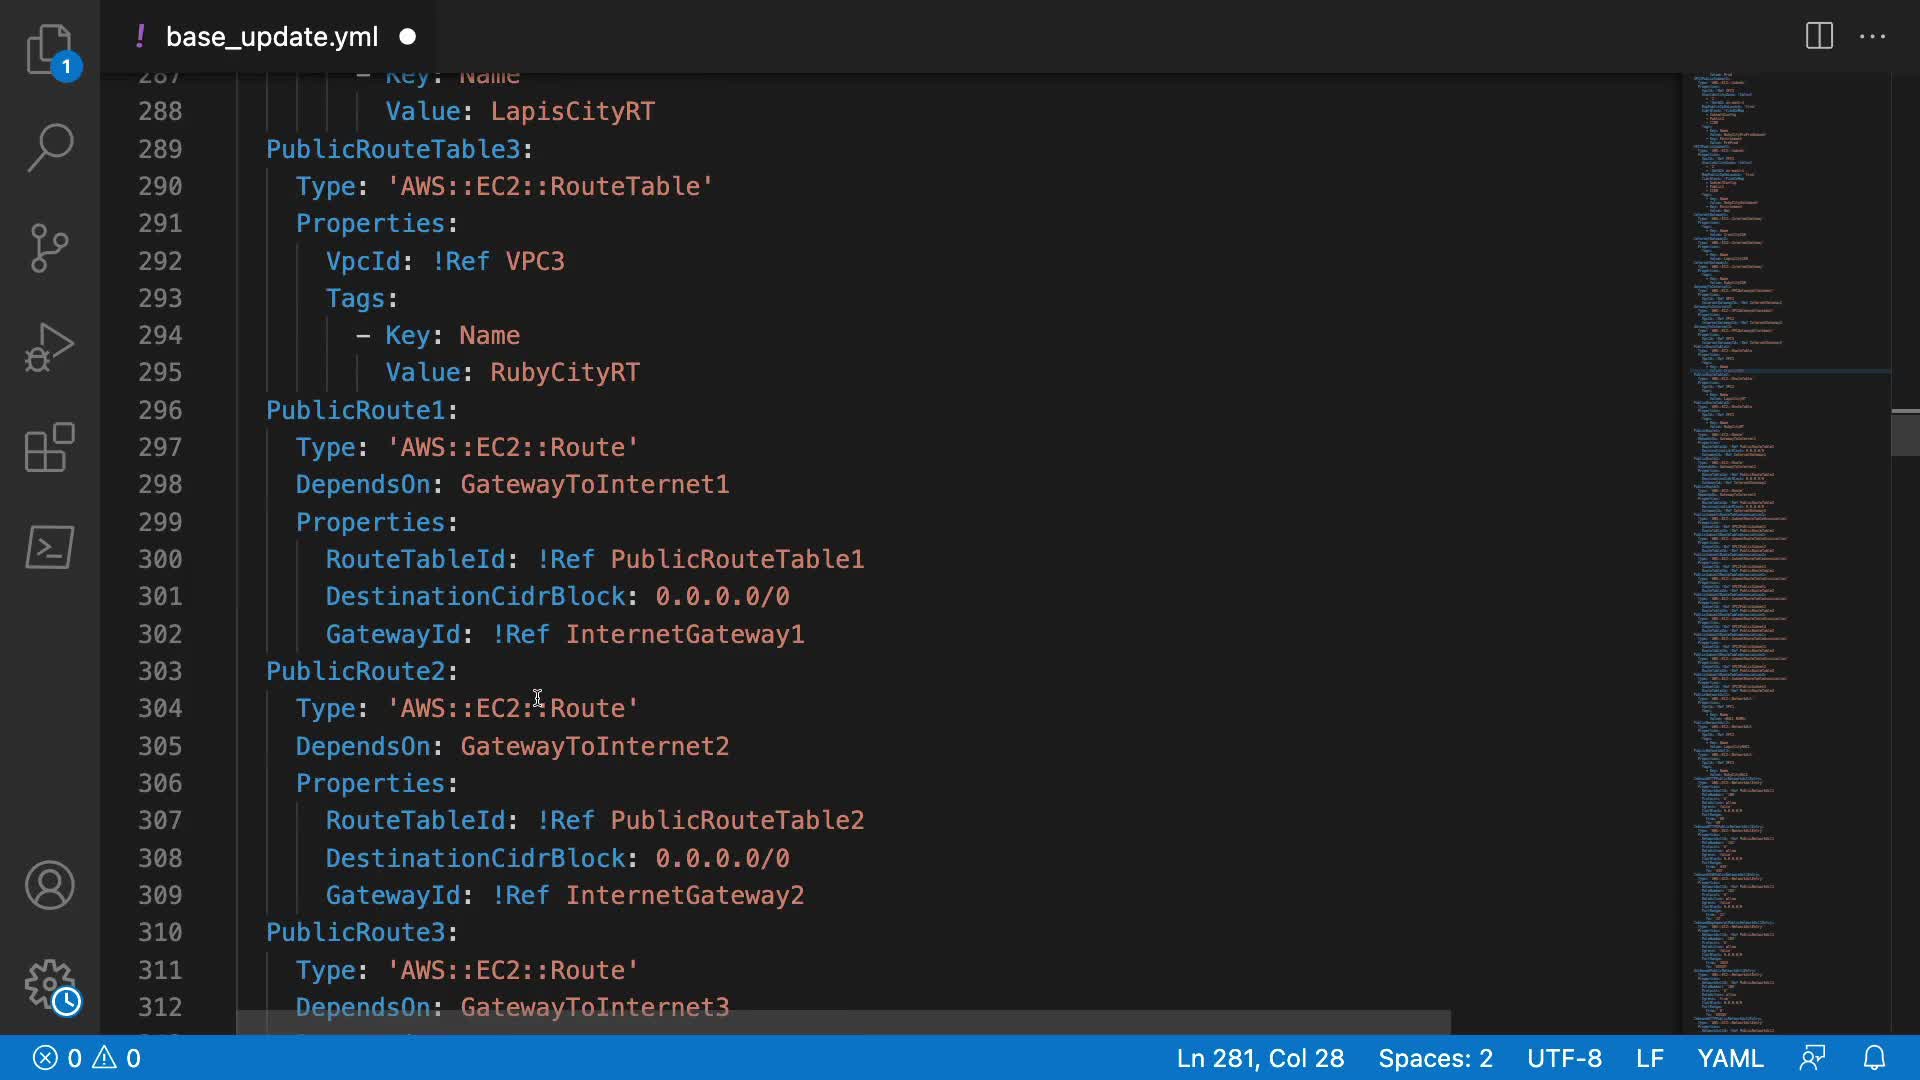 ! base_update.yml
1
287 - Key: Name
288 Value: LapisCityRT
289 PublicRouteTable3:
290 Type: 'AWS::EC2::RouteTable'
291 Properties:
292 VpcId: !Ref VPC3
293 Tags:
294 - Key: Name
295 Value: RubyCityRT
296 PublicRoute1:
297 Type: 'AWS::EC2::Route'
298 DependsOn: GatewayToInternet1
299 Properties:
300 RouteTableId: !Ref PublicRouteTable1
301 DestinationCidrBlock: 0.0.0.0/0
302 GatewayId: !Ref InternetGateway1
303 PublicRoute2:
304 Type: 'AWS::EC2::Route'
305 DependsOn: GatewayToInternet2
306 Properties:
307 RouteTableId: !Ref PublicRouteTable2
308 DestinationCidrBlock: 0.0.0.0/0
309 GatewayId: !Ref InternetGateway2
310 PublicRoute3:
311 Type: 'AWS::EC2::Route'
312 DependsOn: GatewayToInternet3
0 0 Ln 281, Col 28 Spaces: 2 UTF-8 LF YAML